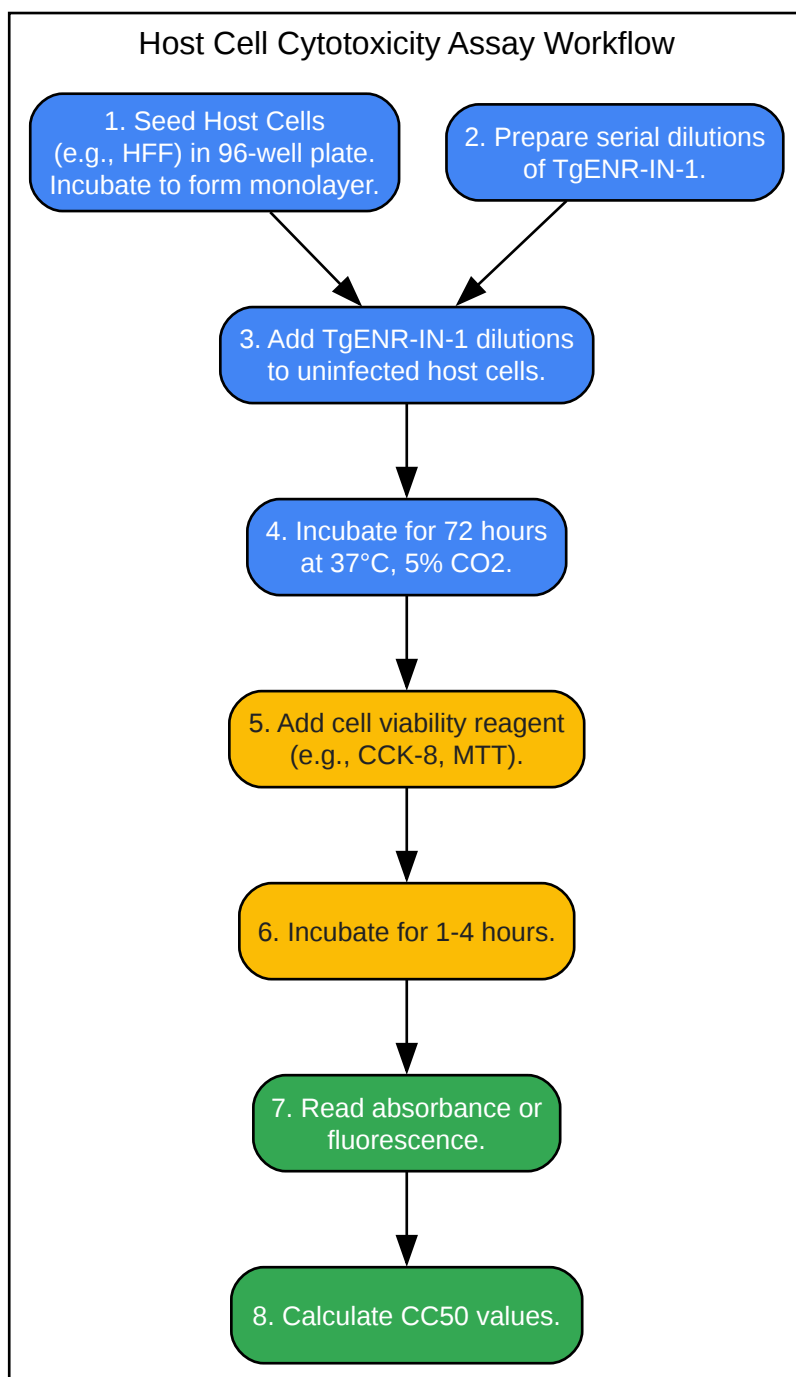 Host Cell Cytotoxicity Assay Workflow
1. Seed Host Cells
(e.g., HFF) in 96-well plate.
Incubate to form monolayer.
2. Prepare serial dilutions
of TgENR-IN-1.
3. Add TgENR-IN-1 dilutions
to uninfected host cells.
4. Incubate for 72 hours
at 37°C, 5% CO2.
5. Add cell viability reagent
(e.g., CCK-8, MTT).
6. Incubate for 1-4 hours.
7. Read absorbance or
fluorescence.
8. Calculate CC50 values.